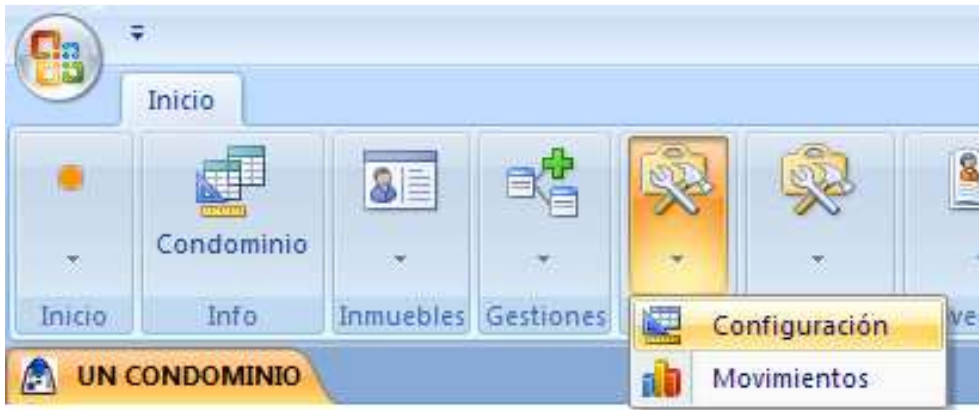 Inicio
Condominio
Inicio
Info
Inmuebles
Gestiones
Configuración
UN CONDOMINIO
Movimientos